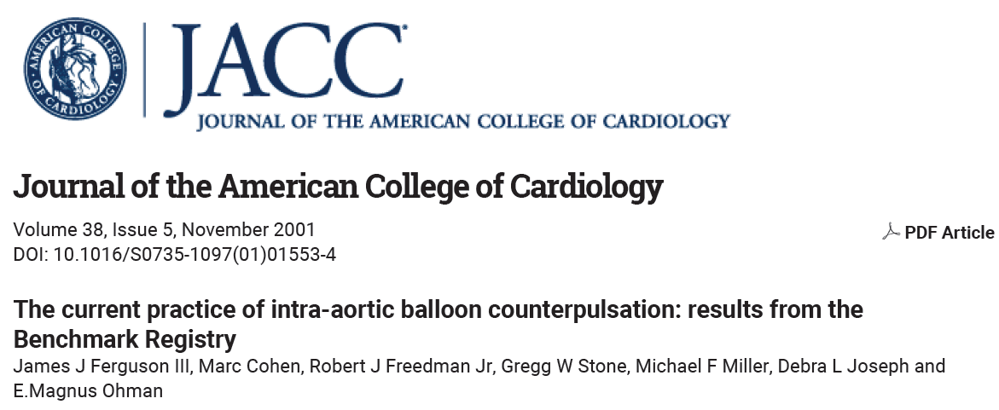 AMERICAN COLLEGE
OF CARDIOLOGY
JACC
JOURNAL OF THE AMERICAN COLLEGE OF CARDIOLOGY
Journal of the American College of Cardiology
Volume 38, Issue 5, November 2001
PDF Article
DOI: 10.1016/S0735-1097(01)01553-4
The current practice of intra-aortic balloon counterpulsation: results from the
Benchmark Registry
James J Ferguson III, Marc Cohen, Robert J Freedman Jr, Gregg W Stone, Michael F Miller, Debra L Joseph and
E.Magnus Ohman